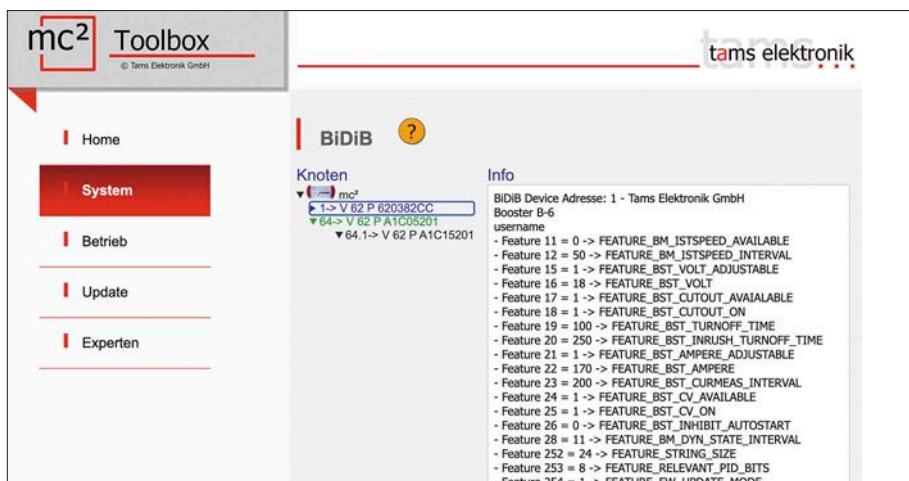 mc²
Toolbox
© Tams Elektronik GmbH
tams
tams elektronik
Home
System
Betrieb
Update
Experten
BiDiB ?
Knoten
mc²
1-> V 62 P 620382CC
64-> V 62 P A1C05201
64.1-> V 62 P A1C15201
Info
BiDiB Device Adresse: 1 - Tams Elektronik GmbH
Booster B-6
username
- Feature 11 = 0 -> FEATURE_BM_ISTSPEED_AVAILABLE
- Feature 12 = 50 -> FEATURE_BM_ISTSPEED_INTERVAL
- Feature 15 = 1 -> FEATURE_BST_VOLT_ADJUSTABLE
- Feature 16 = 18 -> FEATURE_BST_VOLT
- Feature 17 = 1 -> FEATURE_BST_CUTOUT_AVAIALABLE
- Feature 18 = 1 -> FEATURE_BST_CUTOUT_ON
- Feature 19 = 100 -> FEATURE_BST_TURNOFF_TIME
- Feature 20 = 250 -> FEATURE_BST_INRUSH_TURNOFF_TIME
- Feature 21 = 1 -> FEATURE_BST_AMPERE_ADJUSTABLE
- Feature 22 = 170 -> FEATURE_BST_AMPERE
- Feature 23 = 200 -> FEATURE_BST_CURMEAS_INTERVAL
- Feature 24 = 1 -> FEATURE_BST_CV_AVAILABLE
- Feature 25 = 1 -> FEATURE_BST_CV_ON
- Feature 26 = 0 -> FEATURE_BST_INHIBIT_AUTOSTART
- Feature 28 = 11 -> FEATURE_BM_DYN_STATE_INTERVAL
- Feature 252 = 24 -> FEATURE_STRING_SIZE
- Feature 253 = 8 -> FEATURE_RELEVANT_PID_BITS
- Feature 254 = 1 -> FEATURE_FW_UPDATE_MODE